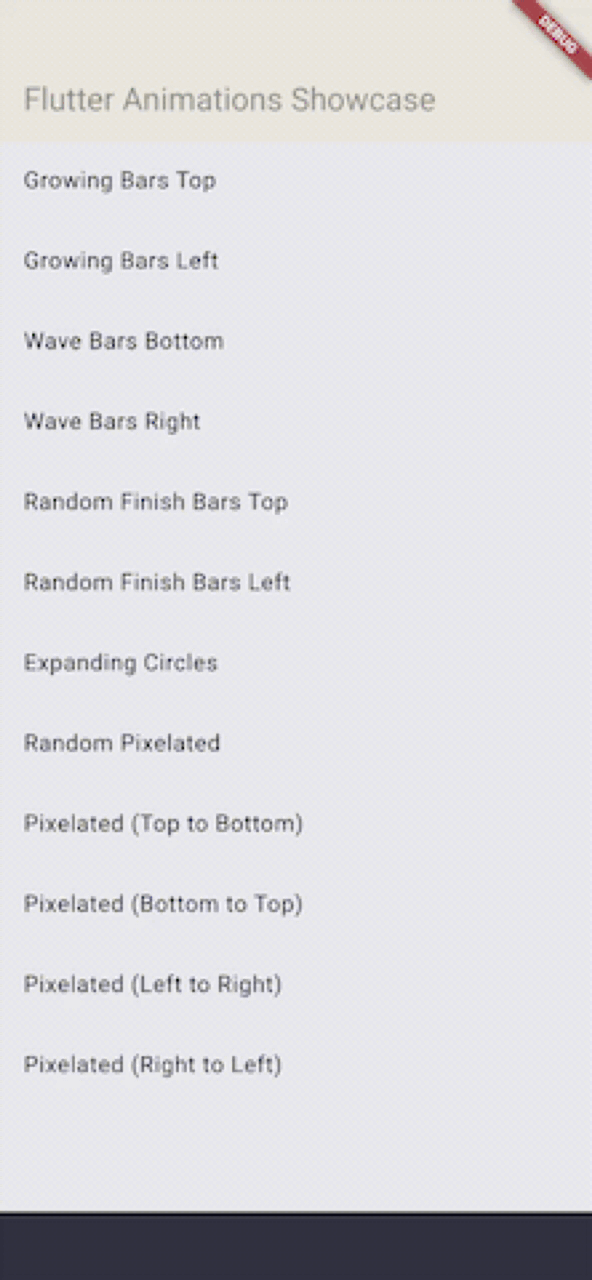 DEBUG
Flutter Animations Showcase
Growing Bars Top
Growing Bars Left
Wave Bars Bottom
Wave Bars Right
Random Finish Bars Top
Random Finish Bars Left
Expanding Circles
Random Pixelated
Pixelated (Top to Bottom)
Pixelated (Bottom to Top)
Pixelated (Left to Right)
Pixelated (Right to Left)